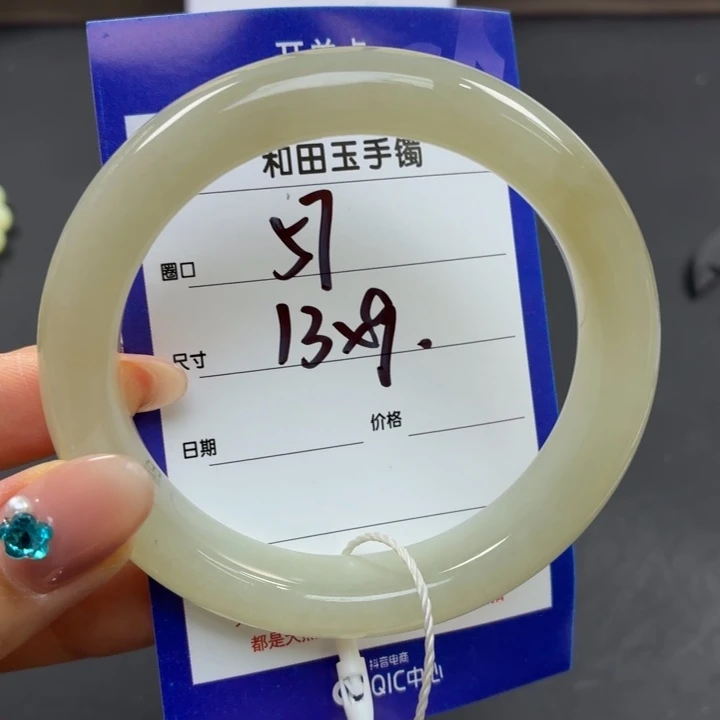 和田玉手镯
圈口 57
尺寸 13x9.
日期 价格
都是天然
抖音电商
QIC中心